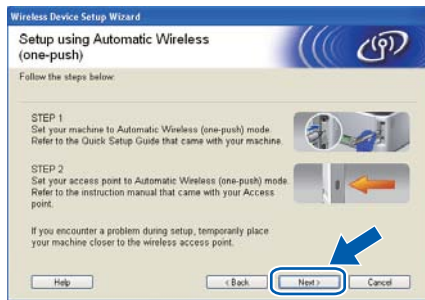 Wireless Device Setup Wizard
Setup using Automatic Wireless
(one-push)
Follow the steps below:
STEP 1
Set your machine to Automatic Wireless (one-push) mode.
Refer to the Quick Setup Guide that came with your machine.
STEP 2
Set your access point to Automatic Wireless (one-push) mode.
Refer to the instruction manual that came with your Access
point.
If you encounter a problem during setup, temporarily place
your machine closer to the wireless access point.
Help
< Back
Next >
Cancel